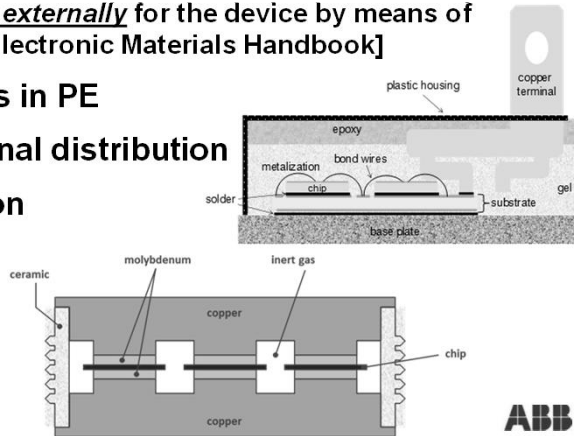 externally for the device by means of
lectronic Materials Handbook]
s in PE
nal distribution
on
plastic housing
copper
terminal
epoxy
metalization
bond wires
chip
solder
substrate
gel
base plate
ceramic
molybdenum
inert gas
copper
chip
copper
ABB